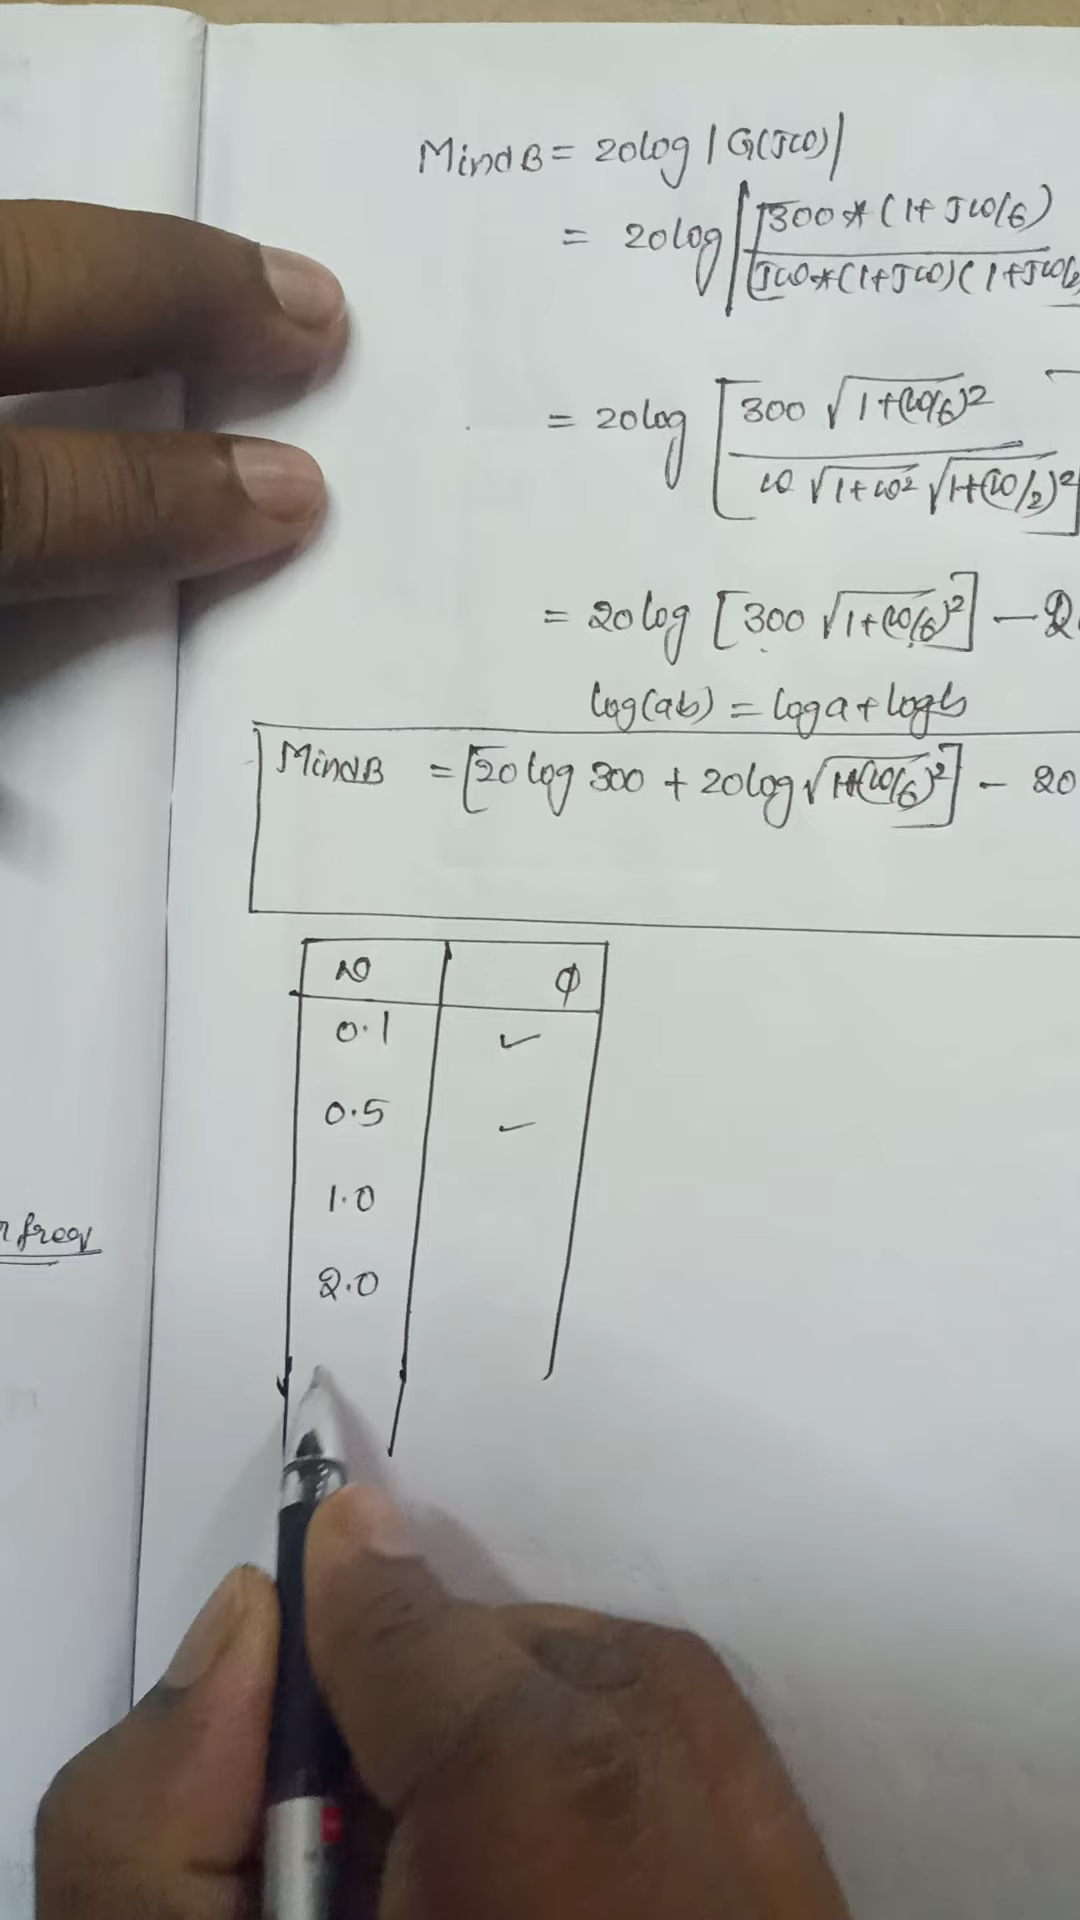 MindB = 20log |G(Jω)|
= 20log |300*(1+Jω/6)
Jω*(1+Jω)(1+Jω/2
= 20log [300 √1+(ω/6)2
ω √1+ω2 √1+(ω/2)2]
= 20log [300 √1+(ω/6)2] – 2
log(ab) = loga + logb
MindB = [20log 300 + 20log √1+(ω/6)2] – 20
r freq
ω φ
0.1 ✓
0.5 ✓
1.0
2.0